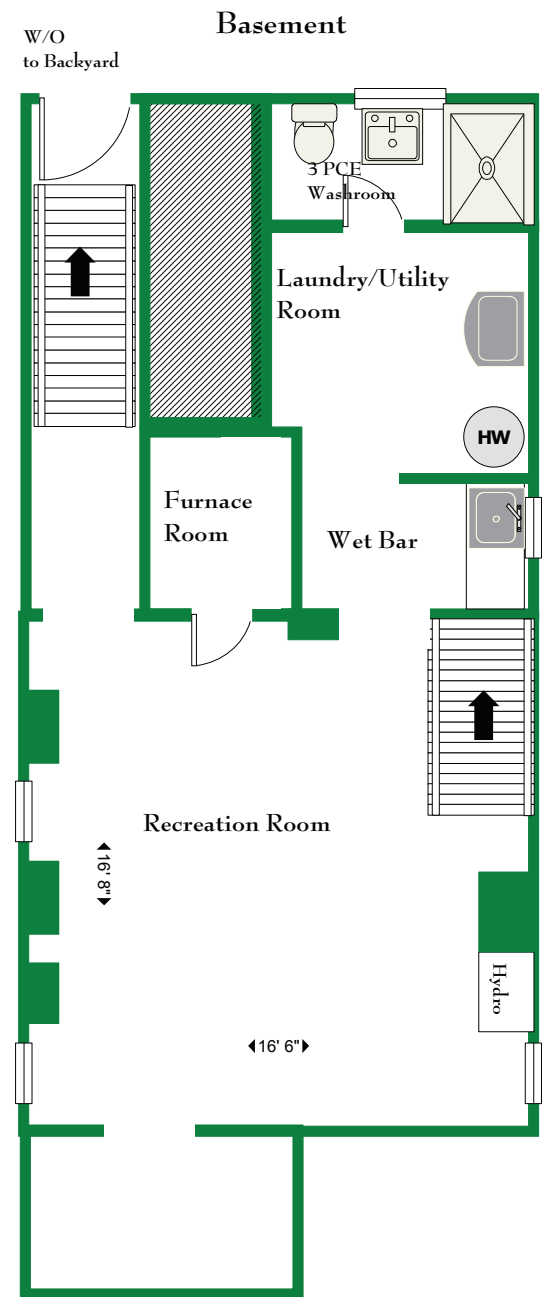 Basement
W/O
to Backyard
3 PCE
Washroom
Laundry/Utility
Room
HW
Furnace
Room
Wet Bar
Recreation Room
16' 8"
Hydro
16' 6"